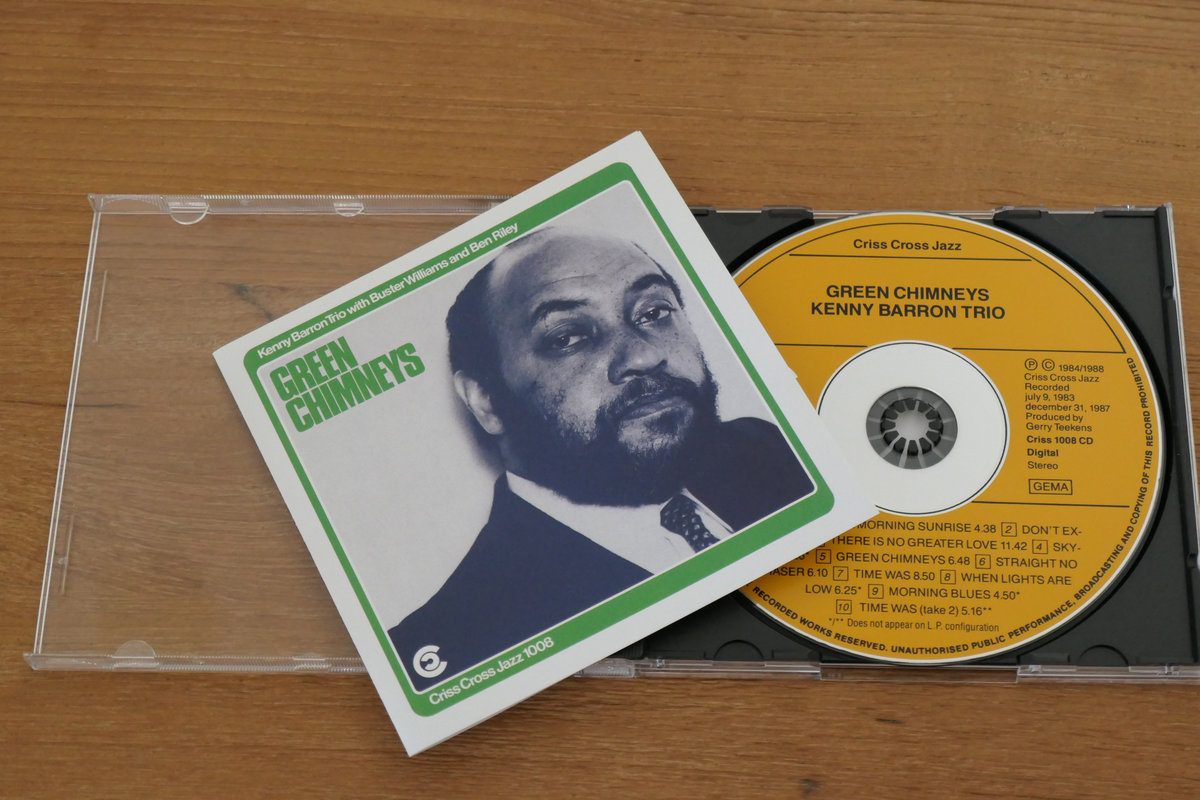 Kenny Barron Trio with Buster Williams and Ben Riley
GREEN
CHIMNEYS
Criss Cross Jazz 1008
Criss Cross Jazz
GREEN CHIMNEYS
KENNY BARRON TRIO
Ⓟ Ⓒ 1984/1988
Criss Cross Jazz
Recorded
july 9, 1983
december 31, 1987
Produced by
Gerry Teekens
Criss 1008 CD
Digital
Stereo
GEMA
MORNING SUNRISE 4.38 2 DON'T EX-
THERE IS NO GREATER LOVE 11.42 4 SKY-
5 GREEN CHIMNEYS 6.48 6 STRAIGHT NO
ASER 6.10 7 TIME WAS 8.50 8 WHEN LIGHTS ARE
LOW 6.25* 9 MORNING BLUES 4.50*
10 TIME WAS (take 2) 5.16**
*/** Does not appear on L.P. configuration
RECORDED WORKS RESERVED. UNAUTHORISED PUBLIC PERFORMANCE, BROADCASTING AND COPYING OF THIS RECORD PROHIBITED